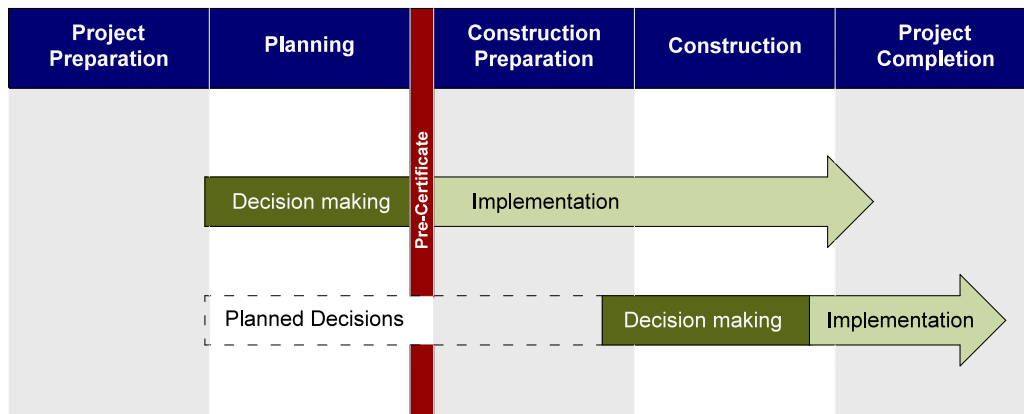 Project
Preparation
Planning
Construction
Preparation
Construction
Project
Completion
Pre-Certificate
Decision making
Implementation
Planned Decisions
Decision making
Implementation